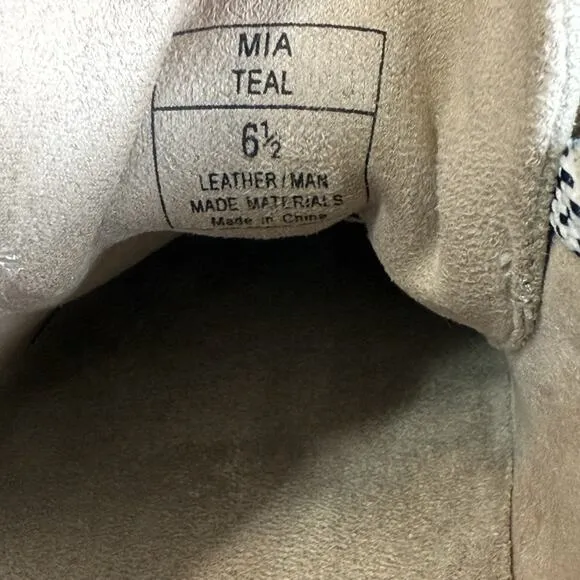 MIA
TEAL
6½
LEATHER/MAN
MADE MATERIALS
Made in China